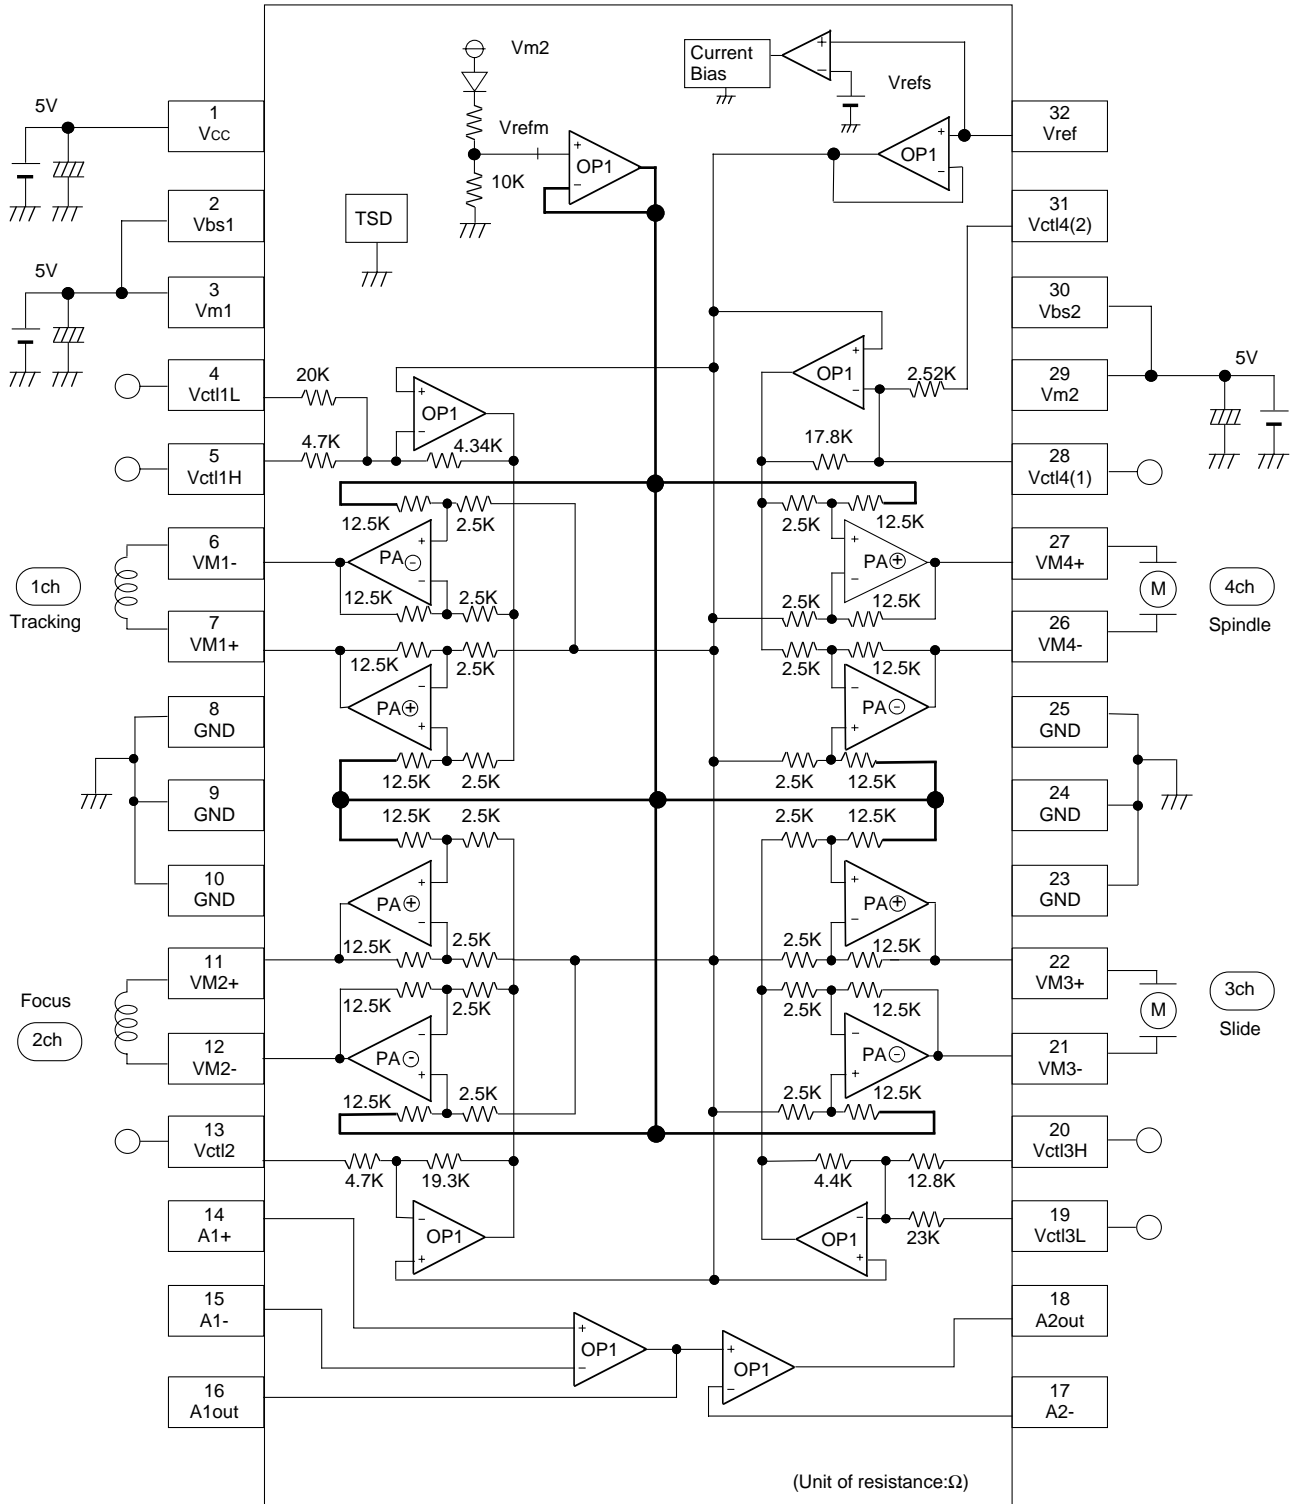 Vm2
Current
Bias
+
−
Vrefs
5V
1
Vcc
Vrefm
+
−
OP1
10K
+
−
OP1
32
Vref
TSD
2
Vbs1
31
Vctl4(2)
5V
3
Vm1
30
Vbs2
+
−
OP1
2.52K
5V
29
Vm2
4
Vctl1L
20K
+
−
OP1
4.34K
5
Vctl1H
4.7K
17.8K
28
Vctl4(1)
12.5K
2.5K
2.5K
12.5K
6
VM1-
PA−
+
−
+
−
PA+
27
VM4+
1ch
Tracking
M
4ch
Spindle
12.5K
2.5K
2.5K
12.5K
7
VM1+
26
VM4-
12.5K
2.5K
2.5K
12.5K
PA+
−
+
−
+
PA−
8
GND
25
GND
12.5K
2.5K
2.5K
12.5K
9
GND
24
GND
12.5K
2.5K
2.5K
12.5K
10
GND
PA+
+
−
+
−
PA+
23
GND
12.5K
2.5K
2.5K
12.5K
11
VM2+
22
VM3+
Focus
2ch
M
3ch
Slide
12.5K
2.5K
2.5K
12.5K
12
VM2-
PA−
−
+
−
+
PA−
21
VM3-
12.5K
2.5K
2.5K
12.5K
13
Vctl2
4.7K
19.3K
4.4K
12.8K
20
Vctl3H
14
A1+
−
+
OP1
−
+
OP1
23K
19
Vctl3L
15
A1-
+
−
OP1
+
−
OP1
18
A2out
16
A1out
17
A2-
(Unit of resistance:Ω)